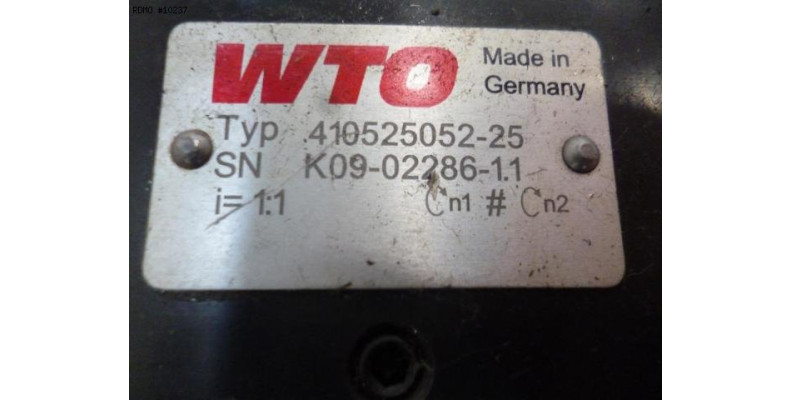 RDMO #10237
WTO
Made in
Germany
Typ 410525052-25
SN K09-02286-1.1
i= 1:1 n1 # n2